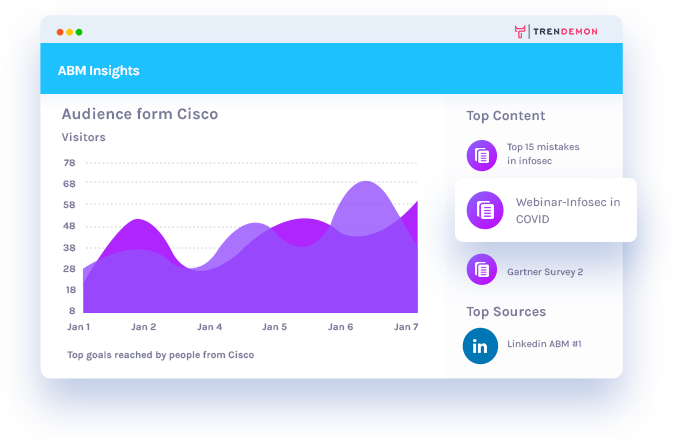 TRENDEMON
ABM Insights
Audience form Cisco
Visitors
78
68
58
48
38
28
18
8
Jan 1 Jan 2 Jan 4 Jan 5 Jan 6 Jan 7
Top goals reached by people from Cisco
Top Content
Top 15 mistakes
in infosec
Webinar-Infosec in
COVID
Gartner Survey 2
Top Sources
in
Linkedin ABM #1